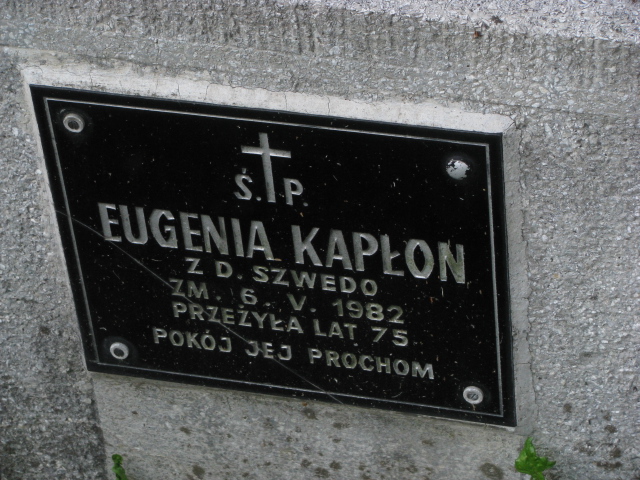 Ś. P.
EUGENIA KAPŁON
Z D. SZWEDO
ZM. 6. V. 1982
PRZEŻYŁA LAT 75
POKÓJ JEJ PROCHOM